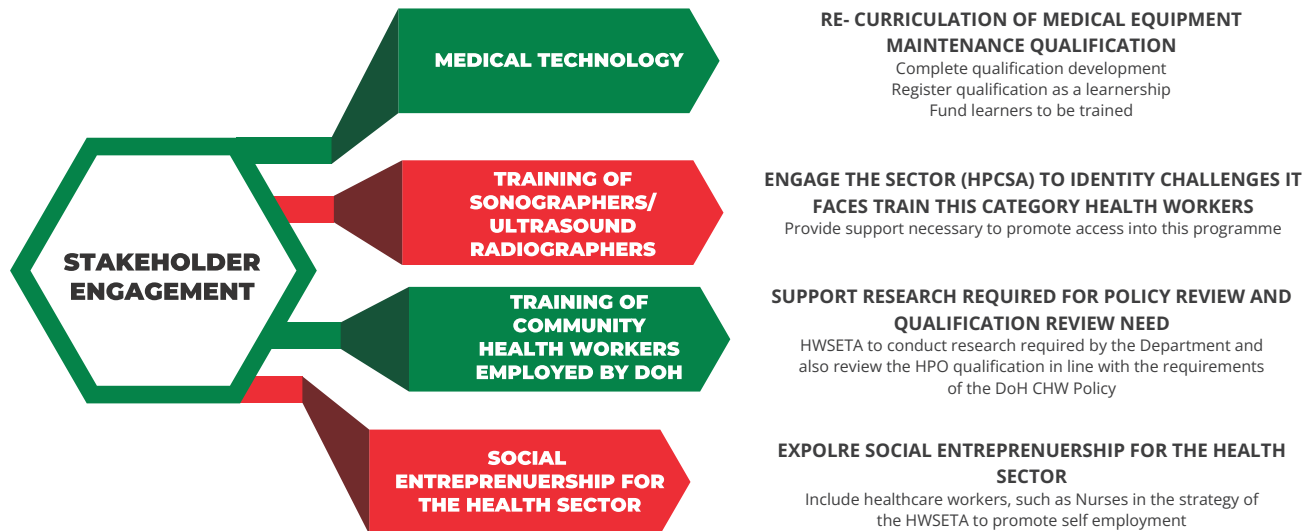 STAKEHOLDER
ENGAGEMENT
MEDICAL TECHNOLOGY
RE- CURRICULATION OF MEDICAL EQUIPMENT
MAINTENANCE QUALIFICATION
Complete qualification development
Register qualification as a learnership
Fund learners to be trained
TRAINING OF
SONOGRAPHERS/
ULTRASOUND
RADIOGRAPHERS
ENGAGE THE SECTOR (HPCSA) TO IDENTITY CHALLENGES IT
FACES TRAIN THIS CATEGORY HEALTH WORKERS
Provide support necessary to promote access into this programme
TRAINING OF
COMMUNITY
HEALTH WORKERS
EMPLOYED BY DOH
SUPPORT RESEARCH REQUIRED FOR POLICY REVIEW AND
QUALIFICATION REVIEW NEED
HWSETA to conduct research required by the Department and
also review the HPO qualification in line with the requirements
of the DoH CHW Policy
SOCIAL
ENTREPRENUERSHIP FOR
THE HEALTH SECTOR
EXPOLRE SOCIAL ENTREPRENUERSHIP FOR THE HEALTH
SECTOR
Include healthcare workers, such as Nurses in the strategy of
the HWSETA to promote self employment